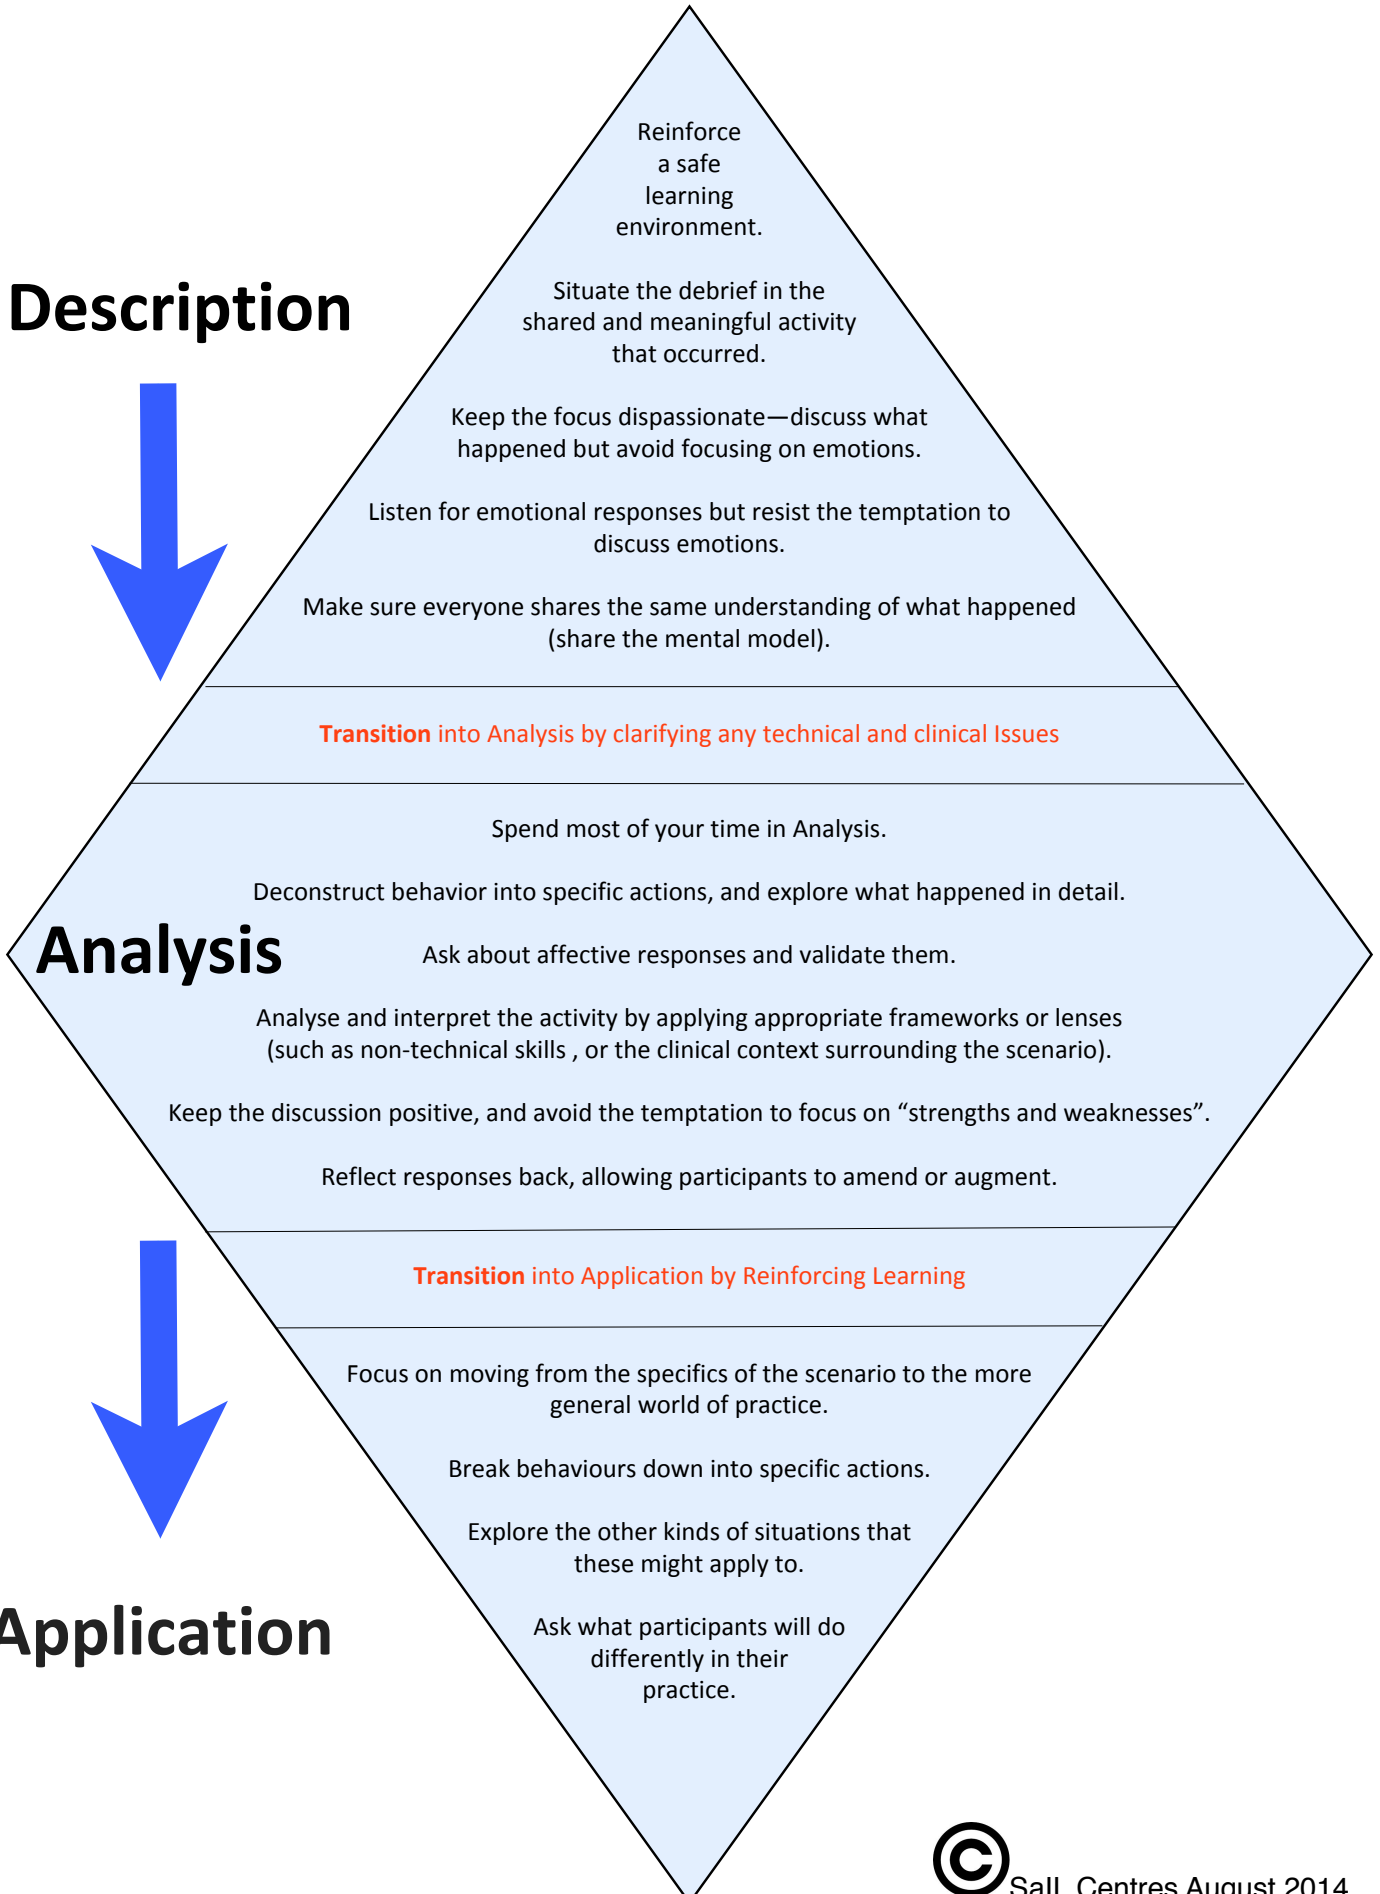 Reinforce
a safe
learning
environment.
Description
Situate the debrief in the
shared and meaningful activity
that occurred.
Keep the focus dispassionate—discuss what
happened but avoid focusing on emotions.
Listen for emotional responses but resist the temptation to
discuss emotions.
Make sure everyone shares the same understanding of what happened
(share the mental model).
Transition into Analysis by clarifying any technical and clinical Issues
Spend most of your time in Analysis.
Deconstruct behavior into specific actions, and explore what happened in detail.
Analysis
Ask about affective responses and validate them.
Analyse and interpret the activity by applying appropriate frameworks or lenses
(such as non-technical skills , or the clinical context surrounding the scenario).
Keep the discussion positive, and avoid the temptation to focus on “strengths and weaknesses”.
Reflect responses back, allowing participants to amend or augment.
Transition into Application by Reinforcing Learning
Focus on moving from the specifics of the scenario to the more
general world of practice.
Break behaviours down into specific actions.
Explore the other kinds of situations that
these might apply to.
Application
Ask what participants will do
differently in their
practice.
© SaIL Centres August 2014